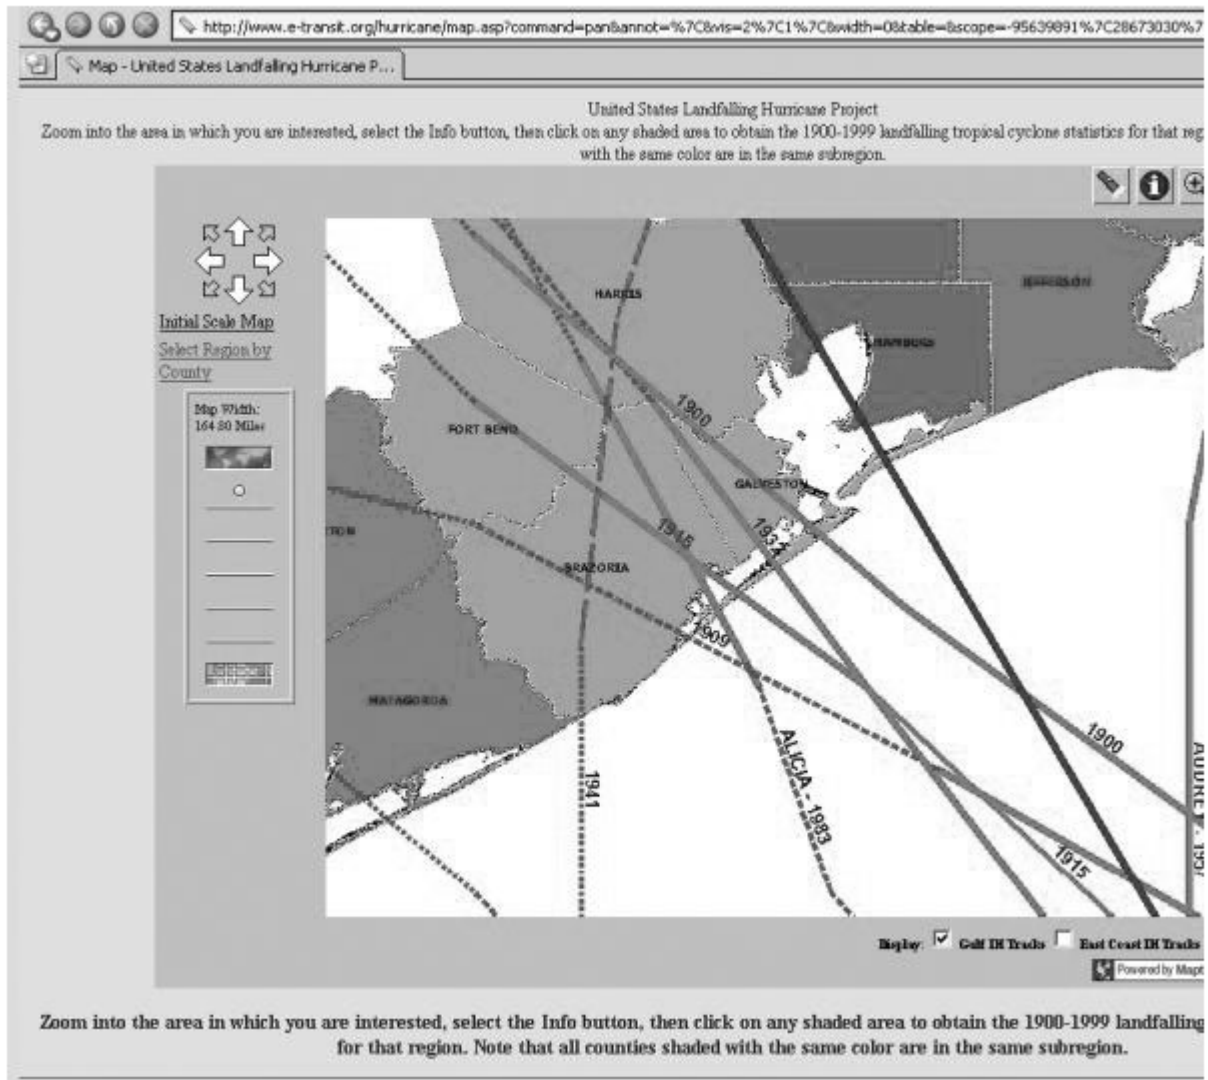 http://www.e-transit.org/hurricane/map.asp?command=pan&annot=%7C&vis=2%7C1%7C&width=0&table=&scope=-95639891%7C28673030%7
Map - United States Landfalling Hurricane P...
United States Landfalling Hurricane Project
Zoom into the area in which you are interested, select the Info button, then click on any shaded area to obtain the 1900-1999 landfalling tropical cyclone statistics for that reg
with the same color are in the same subregion.
Initial Scale Map
Select Region by
County
Map Width:
164.80 Miles
HARRIS
JEFFERSON
CHAMBERS
1900
FORT BEND
GALVESTON
1945
1932
TON
BRAZORIA
1909
MATAGORDA
1900
ALICIA - 1983
1941
AUDREY - 195
1915
Display: Gulf IH Tracks East Coast IH Tracks
Powered by Mapt
Zoom into the area in which you are interested, select the Info button, then click on any shaded area to obtain the 1900-1999 landfalling
for that region. Note that all counties shaded with the same color are in the same subregion.